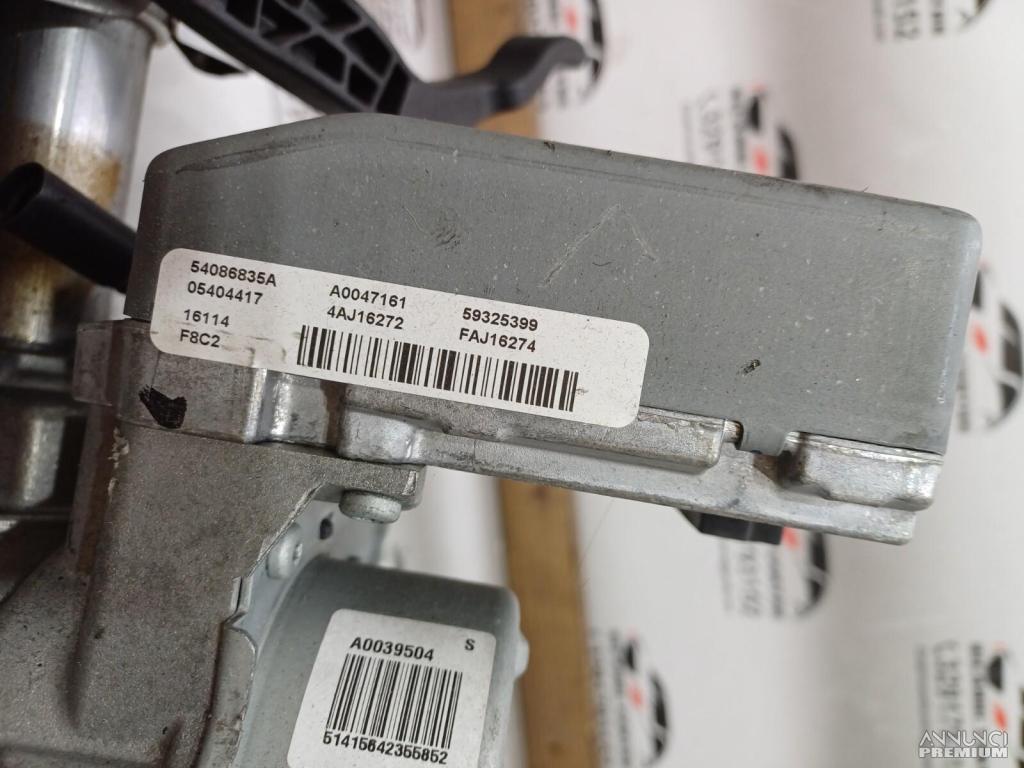 54086835A
05404417
16114
F8C2
A0047161
4AJ16272
59325399
FAJ16274
A0039504 S
51415642355852
ANNUNCI
PREMIUM